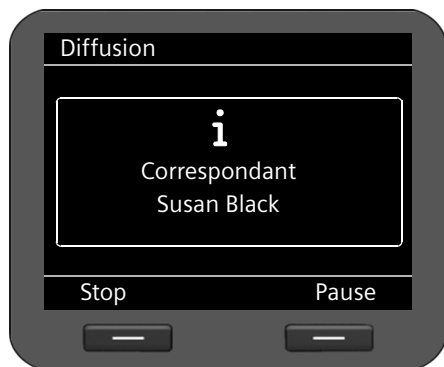 Diffusion
i
Correspondant
Susan Black
Stop Pause